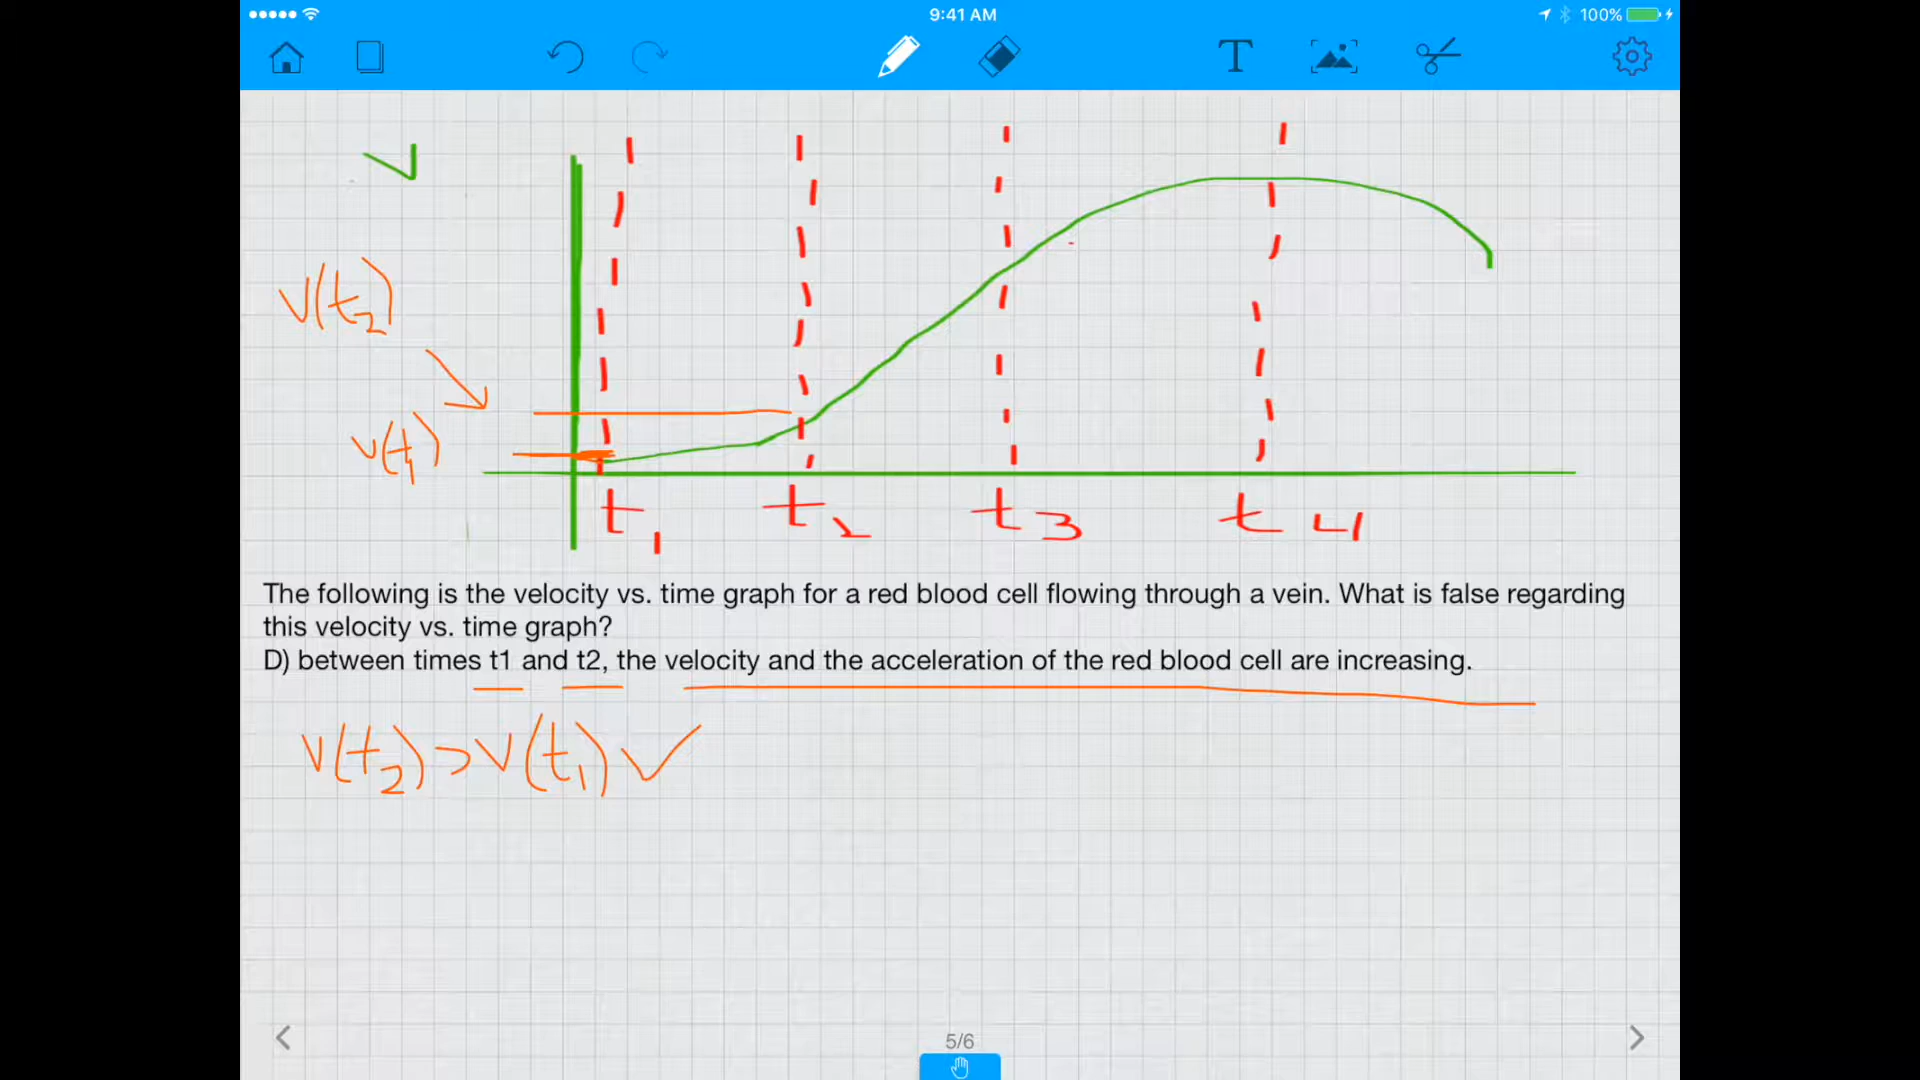 9:41 AM
100%
T
V
V(t2)
v(t1)
t1 t2 t3 t4
The following is the velocity vs. time graph for a red blood cell flowing through a vein. What is false regarding
this velocity vs. time graph?
D) between times t1 and t2, the velocity and the acceleration of the red blood cell are increasing.
V(t2) > V(t1) ✓
5/6